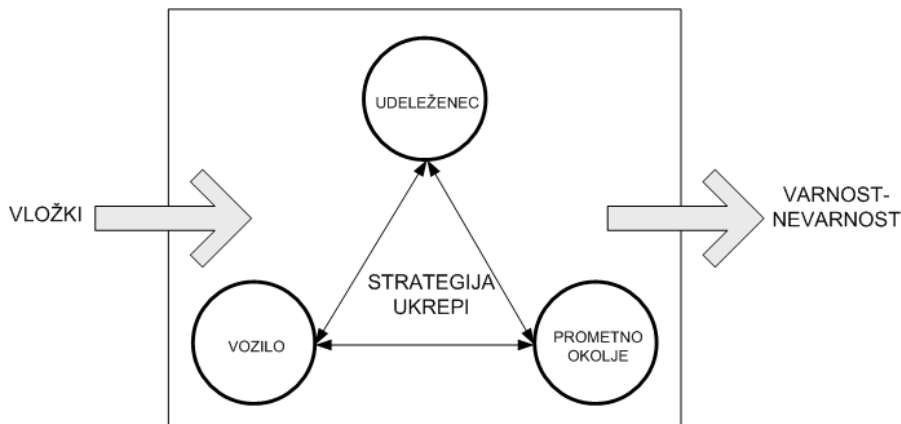 UDELEŽENEC
VLOŽKI
VARNOST-
NEVARNOST
STRATEGIJA
UKREPI
VOZILO
PROMETNO
OKOLJE